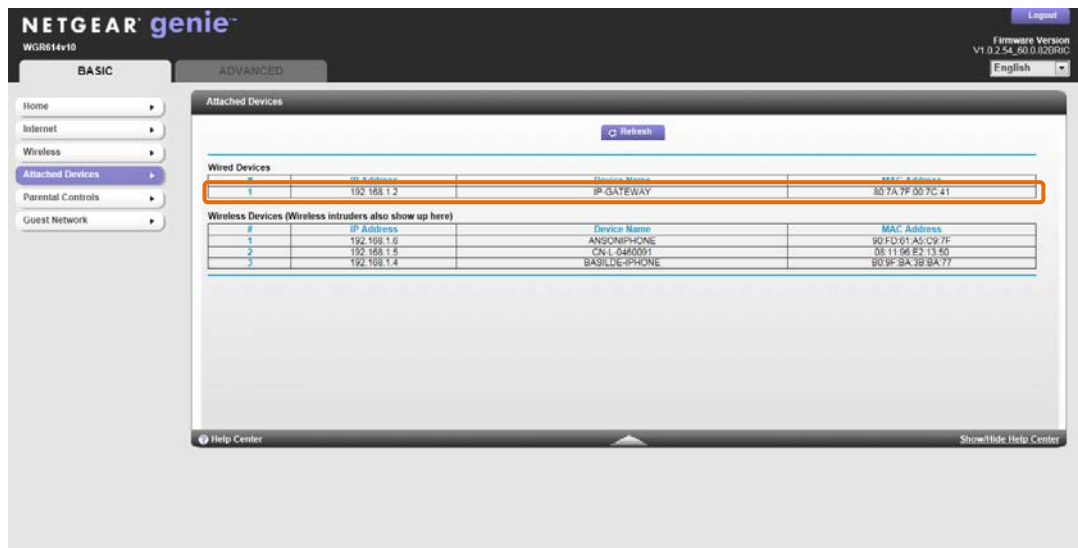 NETGEAR® genie™
Logout
WGR614v10
Firmware Version
V1.0.2.54_60.0.82BRIC
BASIC
ADVANCED
English
Home
Internet
Wireless
Attached Devices
Parental Controls
Guest Network
Attached Devices
Refresh
Wired Devices
# IP Address Device Name MAC Address
1 192.168.1.2 IP-GATEWAY 80:7A:7F:00:7C:41
Wireless Devices (Wireless intruders also show up here)
# IP Address Device Name MAC Address
1 192.168.1.6 ANSONIPHONE 90:FD:61:A5:C9:7F
2 192.168.1.5 CN-L-0460091 08:11:96:E2:13:50
3 192.168.1.4 BASILDE-IPHONE B0:9F:BA:3B:BA:77
Help Center
Show/Hide Help Center